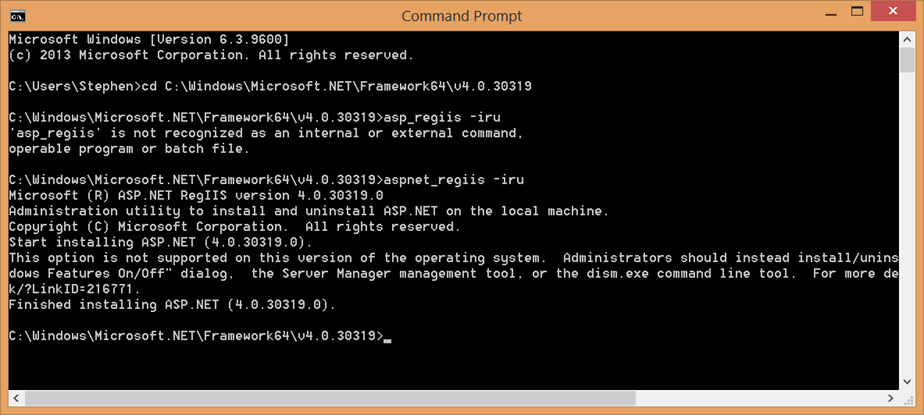 Command Prompt
Microsoft Windows [Version 6.3.9600]
(c) 2013 Microsoft Corporation. All rights reserved.
C:\Users\Stephen>cd C:\Windows\Microsoft.NET\Framework64\v4.0.30319
C:\Windows\Microsoft.NET\Framework64\v4.0.30319>asp_regiis -iru
'asp_regiis' is not recognized as an internal or external command,
operable program or batch file.
C:\Windows\Microsoft.NET\Framework64\v4.0.30319>aspnet_regiis -iru
Microsoft (R) ASP.NET RegIIS version 4.0.30319.0
Administration utility to install and uninstall ASP.NET on the local machine.
Copyright (C) Microsoft Corporation.  All rights reserved.
Start installing ASP.NET (4.0.30319.0).
This option is not supported on this version of the operating system.  Administrators should instead install/unins
dows Features On/Off" dialog,  the Server Manager management tool, or the dism.exe command line tool.  For more de
k/?LinkID=216771.
Finished installing ASP.NET (4.0.30319.0).
C:\Windows\Microsoft.NET\Framework64\v4.0.30319>_